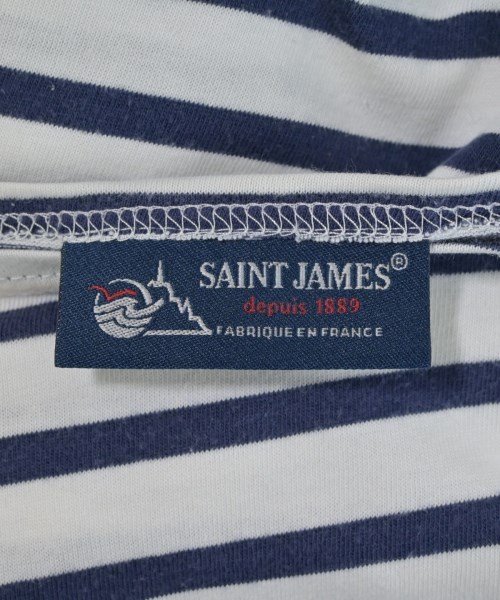 SAINT JAMES®
depuis 1889
FABRIQUE EN FRANCE